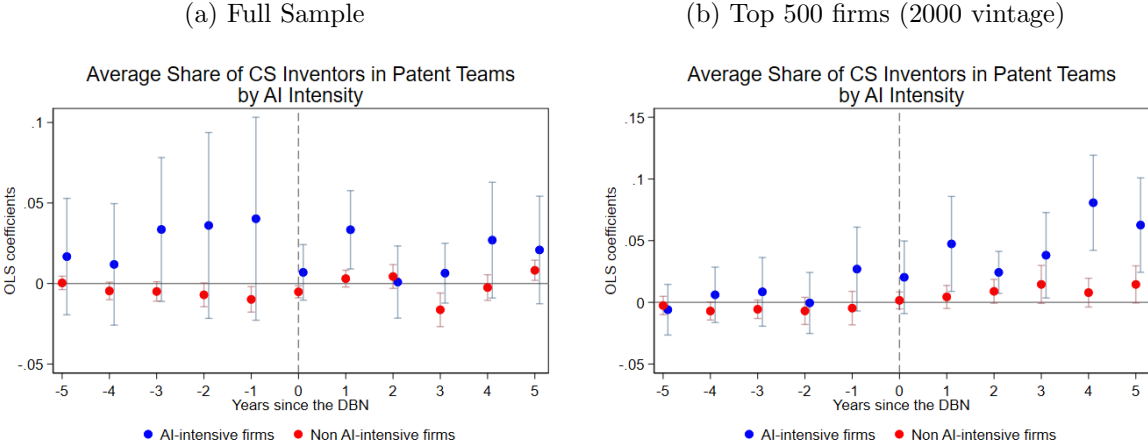 (a) Full Sample
Average Share of CS Inventors in Patent Teams
by AI Intensity
OLS coefficients
.1
.05
0
-.05
-5 -4 -3 -2 -1 0 1 2 3 4 5
Years since the DBN
AI-intensive firms Non AI-intensive firms
(b) Top 500 firms (2000 vintage)
Average Share of CS Inventors in Patent Teams
by AI Intensity
OLS coefficients
.15
.1
.05
0
-.05
-5 -4 -3 -2 -1 0 1 2 3 4 5
Years since the DBN
AI-intensive firms Non AI-intensive firms